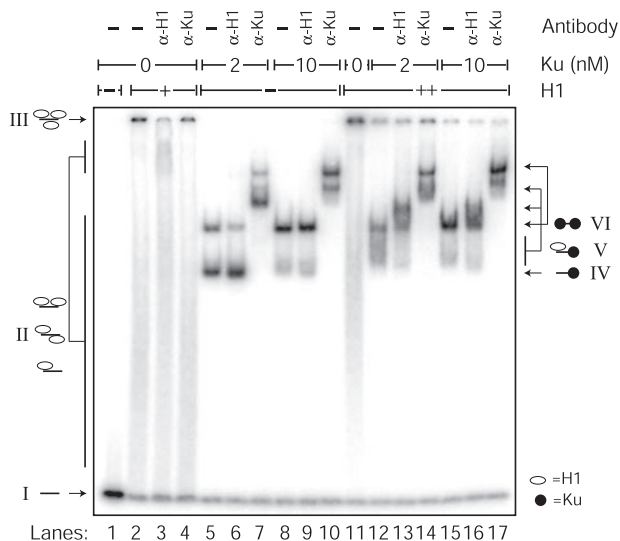 – – α-H1 α-Ku – α-H1 α-Ku – α-H1 α-Ku – – α-H1 α-Ku – α-H1 α-Ku Antibody
0 2 10 0 2 10 Ku (nM)
– + – ++ H1
III
VI
V
IV
II
I
=H1
=Ku
Lanes: 1 2 3 4 5 6 7 8 9 10 11 12 13 14 15 16 17